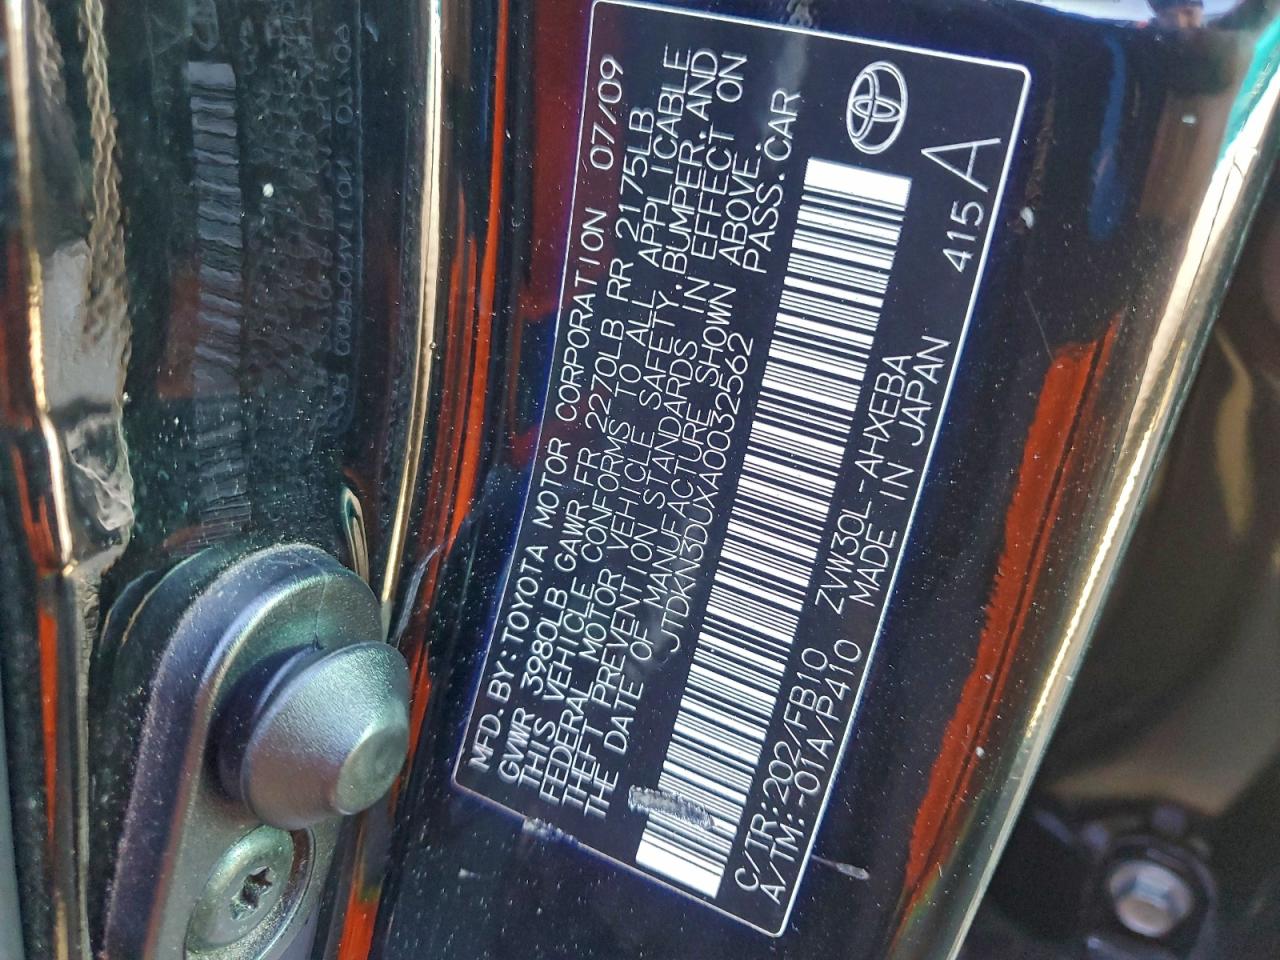 MFD.BY:TOYOTA MOTOR CORPORATION 07/09
GVWR 3980LB GAWR FR 2270LB RR 2175LB
THIS VEHICLE CONFORMS TO ALL APPLICABLE
FEDERAL MOTOR VEHICLE SAFETY, BUMPER, AND
THEFT PREVENTION STANDARDS IN EFFECT ON
THE DATE OF MANUFACTURE SHOWN ABOVE.
JTDKN3DUXA0032562 PASS.CAR
C/TR:202/FB10 ZVW30L-AHXEBA 415A
A/TM:-01A/P410 MADE IN JAPAN